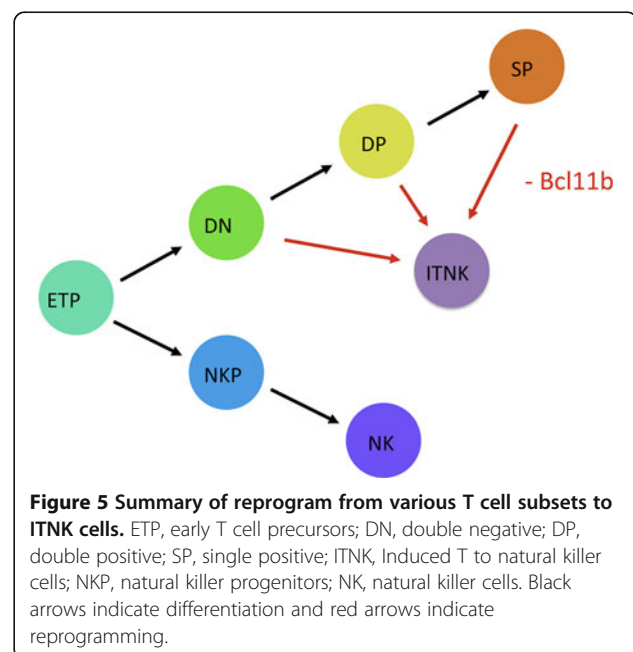 SP
DP
- Bcl11b
DN
ITNK
ETP
NKP
NK
Figure 5 Summary of reprogram from various T cell subsets to
ITNK cells. ETP, early T cell precursors; DN, double negative; DP,
double positive; SP, single positive; ITNK, Induced T to natural killer
cells; NKP, natural killer progenitors; NK, natural killer cells. Black
arrows indicate differentiation and red arrows indicate
reprogramming.